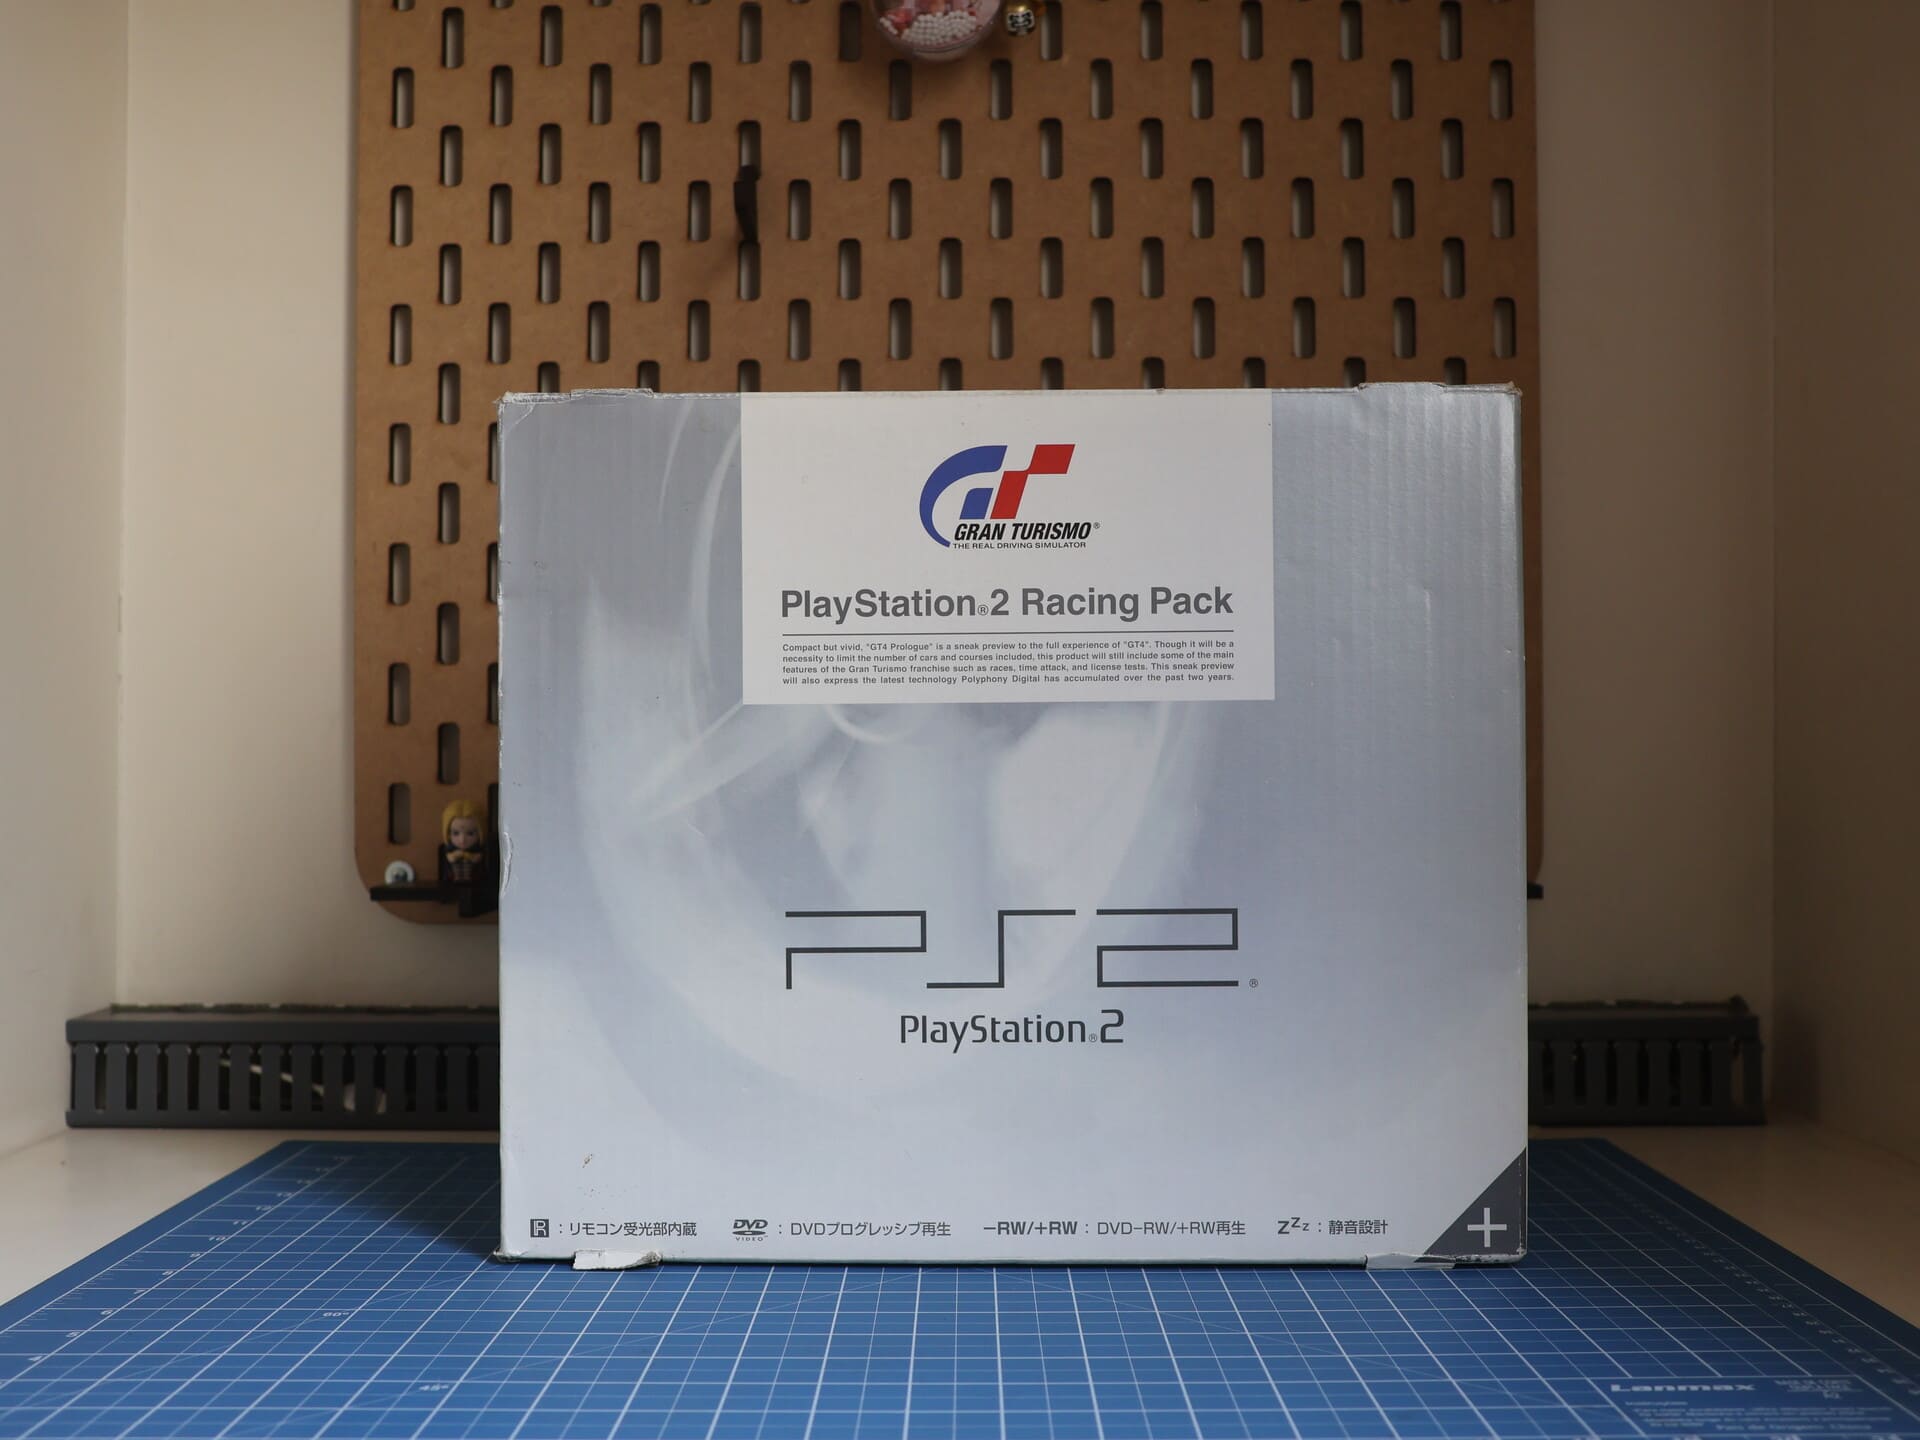 GRAN TURISMO®
THE REAL DRIVING SIMULATOR
PlayStation®2 Racing Pack
Compact but vivid, "GT4 Prologue" is a sneak preview to the full experience of "GT4". Though it will be a
necessity to limit the number of cars and courses included, this product will still include some of the main
features of the Gran Turismo franchise such as races, time attack, and license tests. This sneak preview
will also express the latest technology Polyphony Digital has accumulated over the past two years.
PS2®
PlayStation®2
R : リモコン受光部内蔵 DVD VIDEO : DVDプログレッシブ再生 −RW/+RW : DVD−RW/+RW再生 ZZz : 静音設計 +
60°
45°
Lanmax